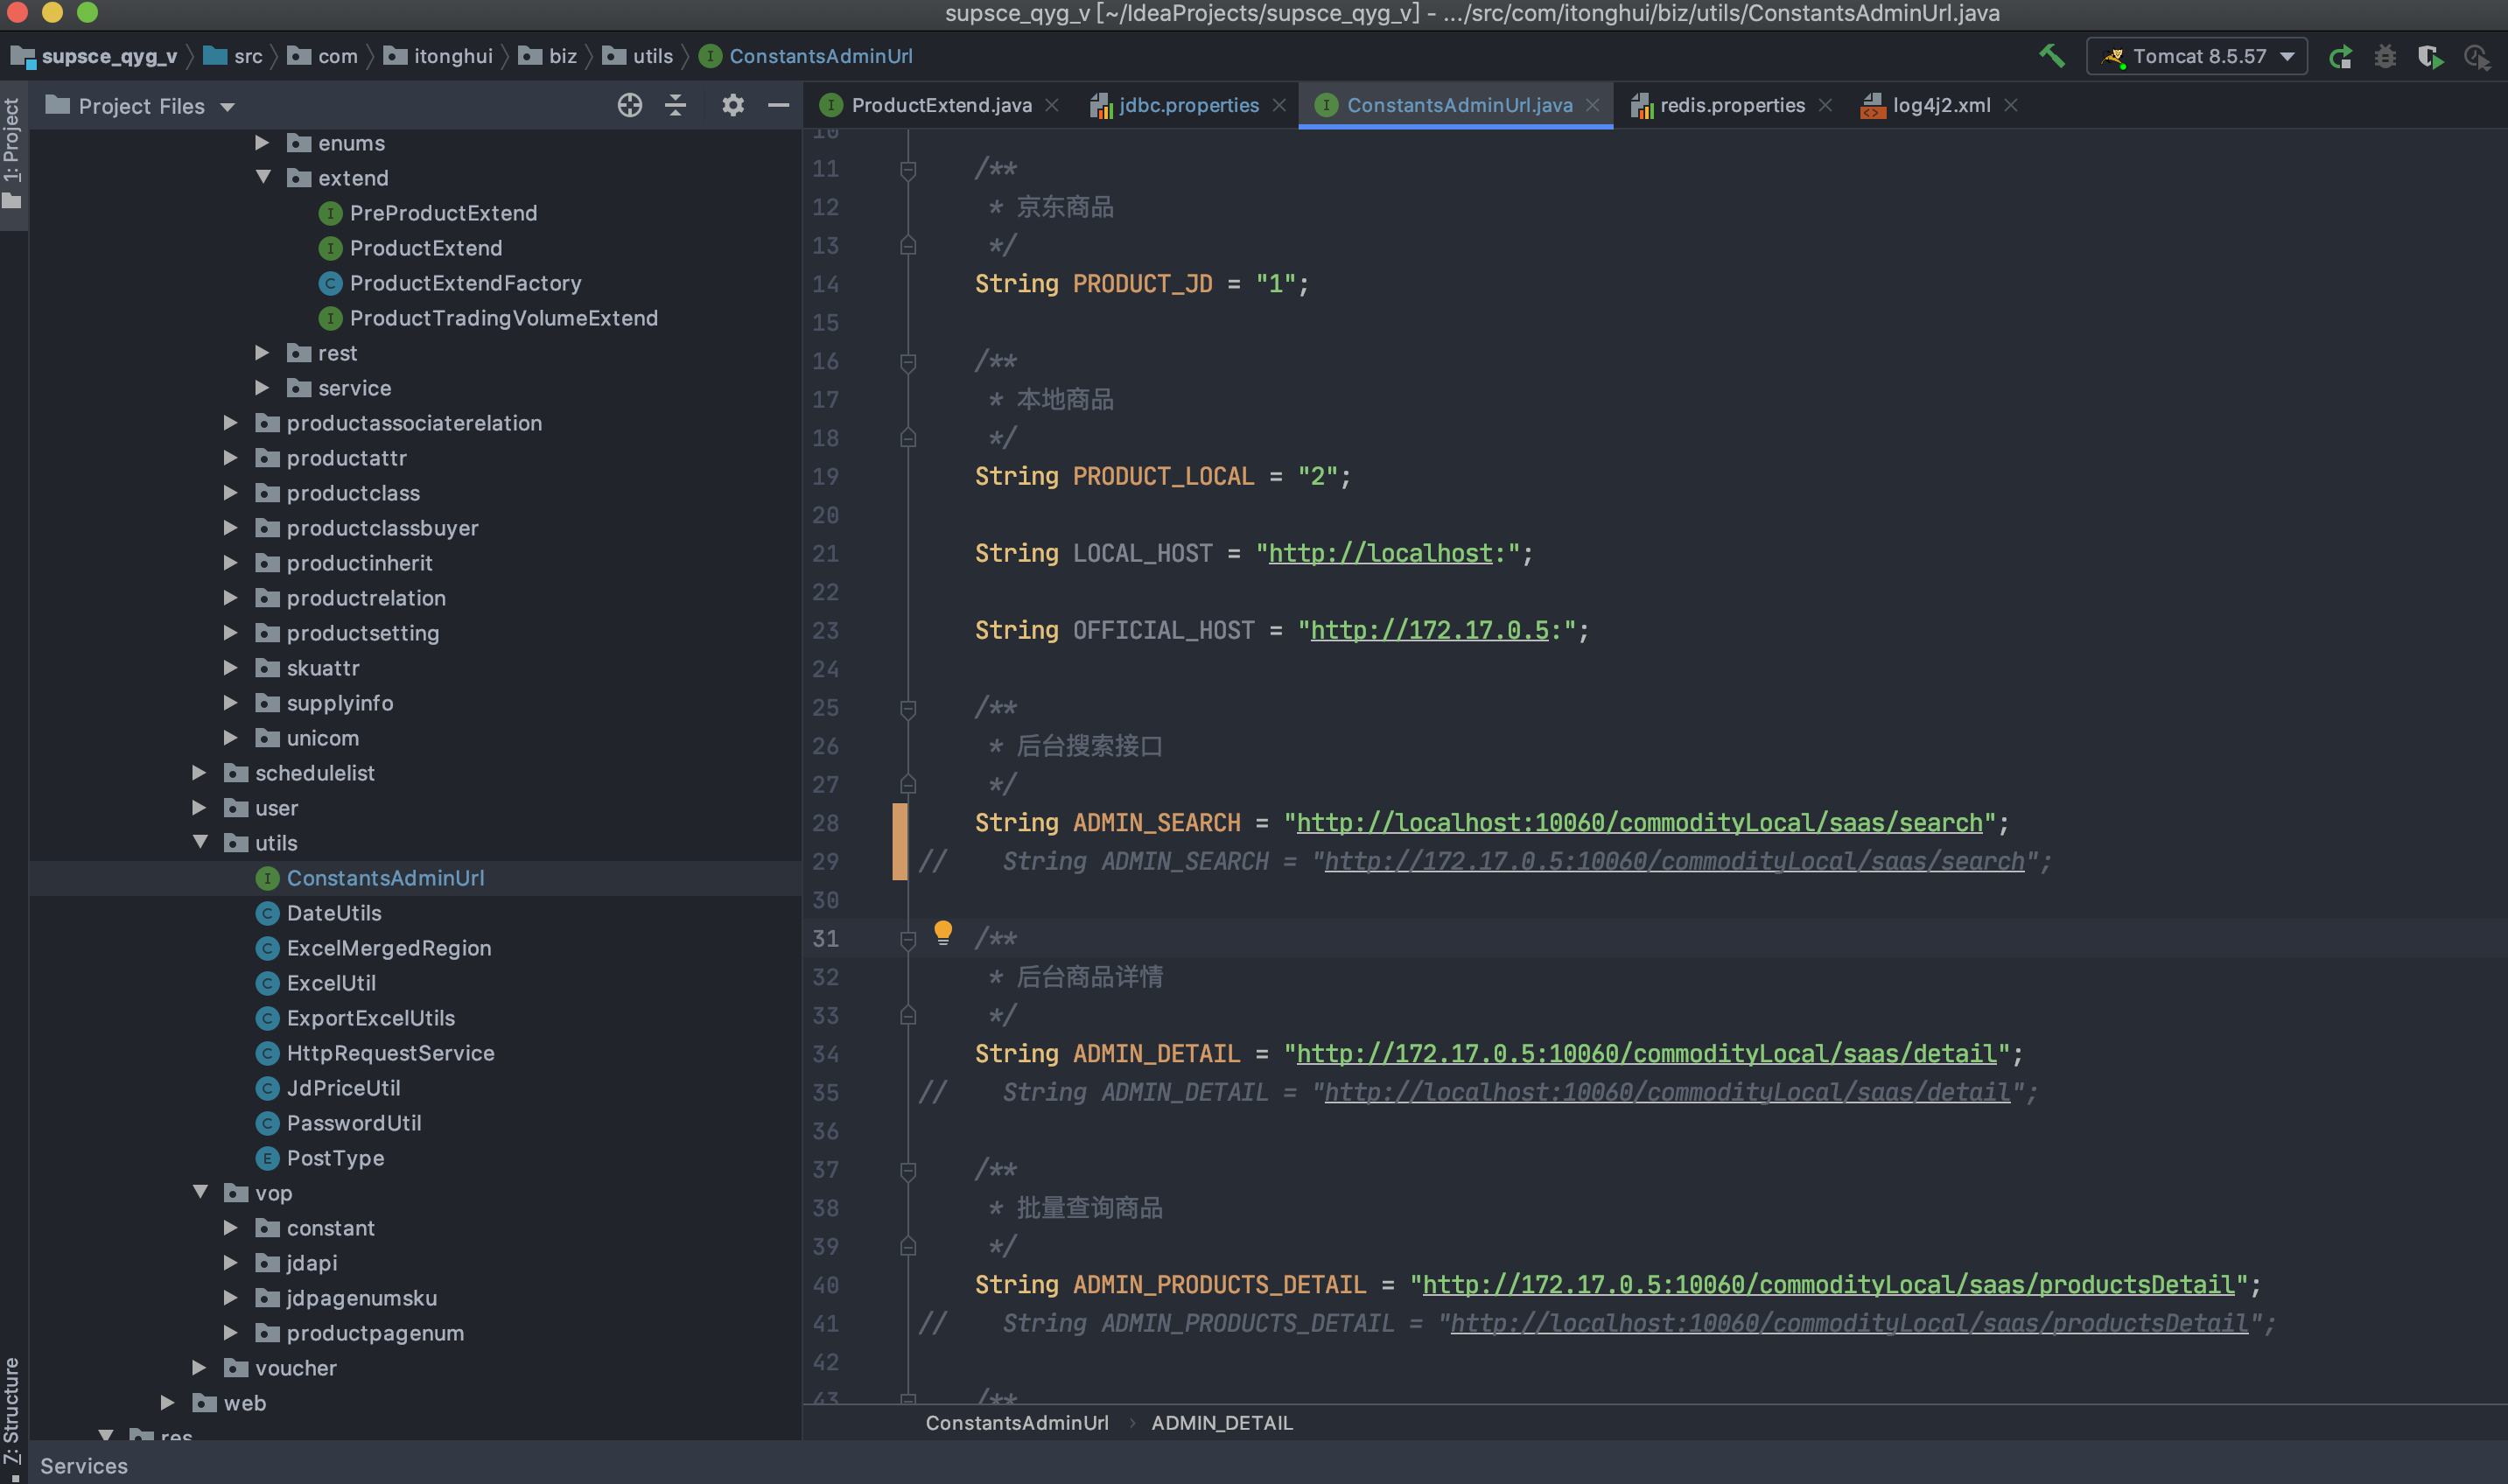 supsce_qyg_v [~/IdeaProjects/supsce_qyg_v] - .../src/com/itonghui/biz/utils/ConstantsAdminUrl.java
supsce_qyg_v src com itonghui biz utils ConstantsAdminUrl
Tomcat 8.5.57
1: Project
Project Files
enums
extend
PreProductExtend
ProductExtend
ProductExtendFactory
ProductTradingVolumeExtend
rest
service
productassociaterelation
productattr
productclass
productclassbuyer
productinherit
productrelation
productsetting
skuattr
supplyinfo
unicom
schedulelist
user
utils
ConstantsAdminUrl
DateUtils
ExcelMergedRegion
ExcelUtil
ExportExcelUtils
HttpRequestService
JdPriceUtil
PasswordUtil
PostType
vop
constant
jdapi
jdpagenumsku
productpagenum
voucher
web
res
Z: Structure
Services
ProductExtend.java jdbc.properties ConstantsAdminUrl.java redis.properties log4j2.xml
10
11 /**
12 * 京东商品
13 */
14 String PRODUCT_JD = "1";
15
16 /**
17 * 本地商品
18 */
19 String PRODUCT_LOCAL = "2";
20
21 String LOCAL_HOST = "http://localhost:";
22
23 String OFFICIAL_HOST = "http://172.17.0.5:";
24
25 /**
26 * 后台搜索接口
27 */
28 String ADMIN_SEARCH = "http://localhost:10060/commodityLocal/saas/search";
29 // String ADMIN_SEARCH = "http://172.17.0.5:10060/commodityLocal/saas/search";
30
31 /**
32 * 后台商品详情
33 */
34 String ADMIN_DETAIL = "http://172.17.0.5:10060/commodityLocal/saas/detail";
35 // String ADMIN_DETAIL = "http://localhost:10060/commodityLocal/saas/detail";
36
37 /**
38 * 批量查询商品
39 */
40 String ADMIN_PRODUCTS_DETAIL = "http://172.17.0.5:10060/commodityLocal/saas/productsDetail";
41 // String ADMIN_PRODUCTS_DETAIL = "http://localhost:10060/commodityLocal/saas/productsDetail";
42
43 /**
ConstantsAdminUrl › ADMIN_DETAIL